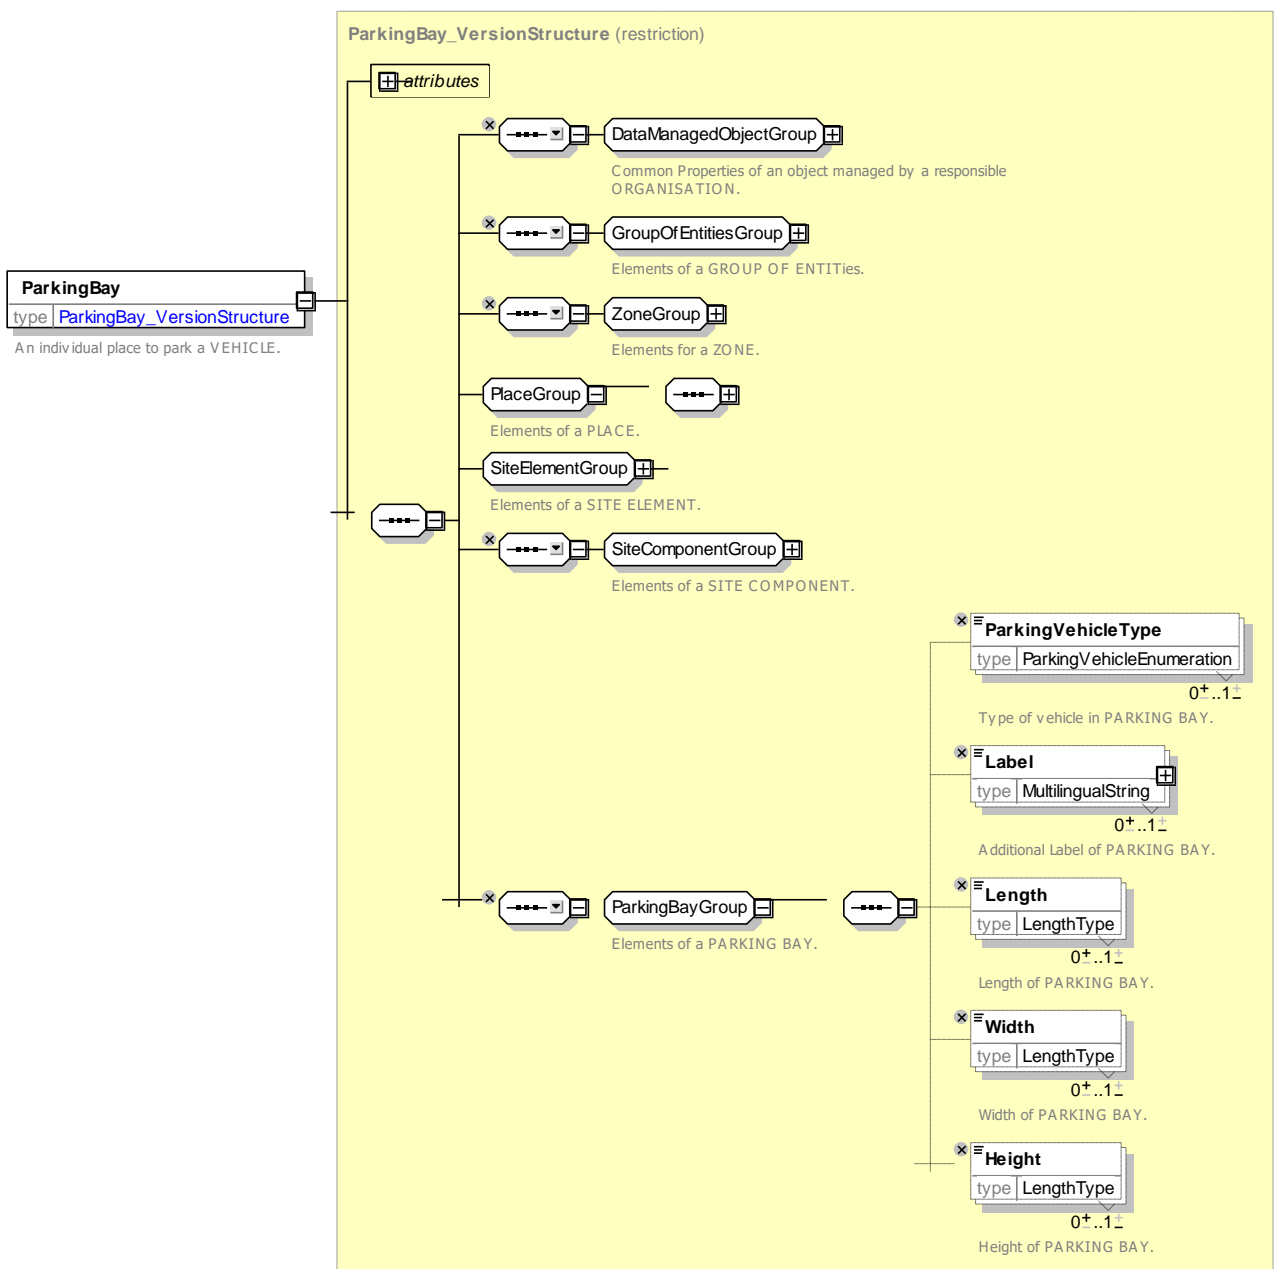 ParkingBay_VersionStructure (restriction)
attributes
DataManagedObjectGroup
Common Properties of an object managed by a responsible
ORGANISATION.
GroupOfEntitiesGroup
Elements of a GROUP OF ENTITies.
ParkingBay
type ParkingBay_VersionStructure
An individual place to park a VEHICLE.
ZoneGroup
Elements for a ZONE.
PlaceGroup
Elements of a PLACE.
SiteElementGroup
Elements of a SITE ELEMENT.
SiteComponentGroup
Elements of a SITE COMPONENT.
ParkingVehicleType
type ParkingVehicleEnumeration
0..1
Type of vehicle in PARKING BAY.
Label
type MultilingualString
0..1
Additional Label of PARKING BAY.
ParkingBayGroup
Elements of a PARKING BAY.
Length
type LengthType
0..1
Length of PARKING BAY.
Width
type LengthType
0..1
Width of PARKING BAY.
Height
type LengthType
0..1
Height of PARKING BAY.